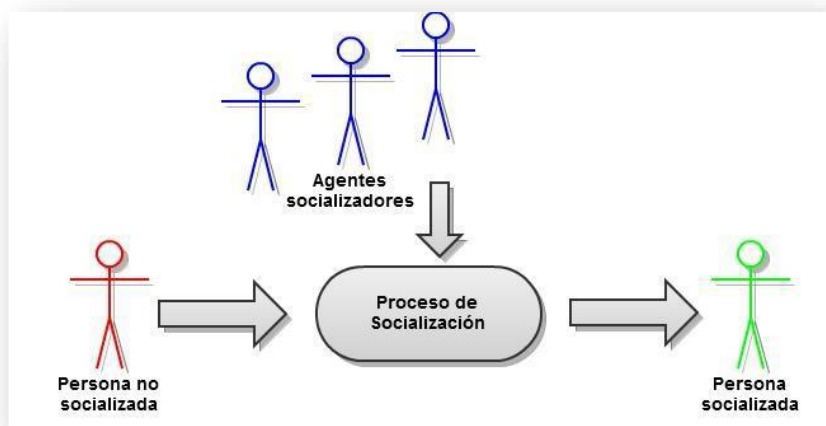 Agentes
socializadores
Proceso de
Socialización
Persona no
socializada
Persona
socializada